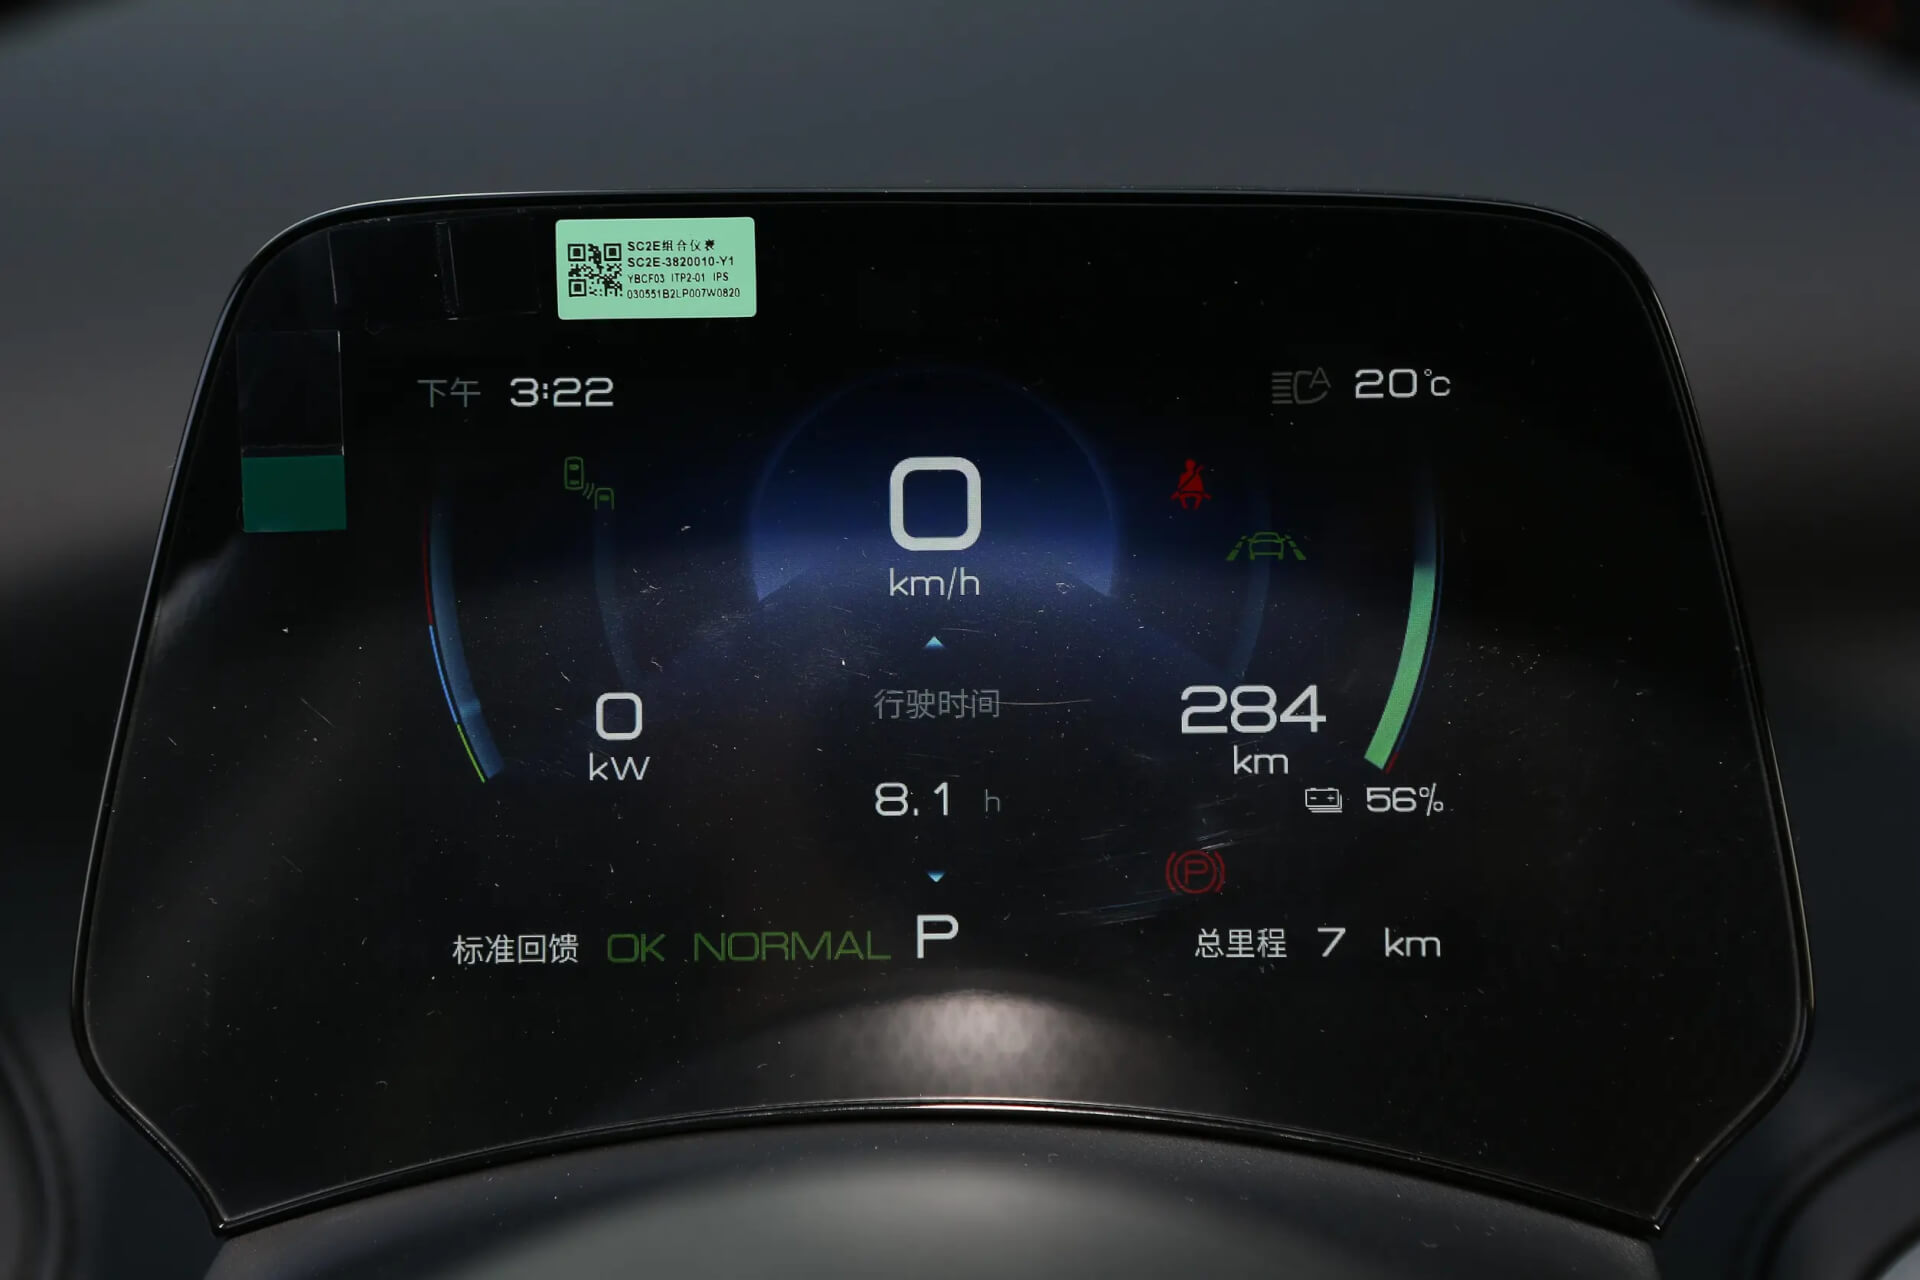 SC2E组合仪表
SC2E-3820010-Y1
YBCF03 ITP2-01 IPS
030551B2LP007W0820
下午 3:22
A 20℃
0
km/h
行驶时间
0
kW
284
km
8.1 h
56%
P
标准回馈 OK NORMAL P
总里程 7 km